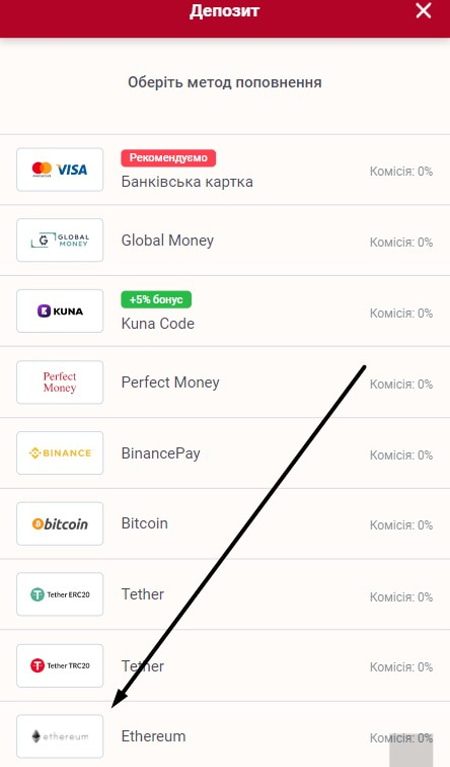 Депозит
Оберіть метод поповнення
VISA
Рекомендуємо
Банківська картка
Комісія: 0%
GLOBAL
MONEY
Global Money
Комісія: 0%
KUNA
+5% бонус
Kuna Code
Комісія: 0%
Perfect
Money
Perfect Money
Комісія: 0%
BINANCE
BinancePay
Комісія: 0%
bitcoin
Bitcoin
Комісія: 0%
Tether ERC20
Tether
Комісія: 0%
Tether TRC20
Tether
Комісія: 0%
ethereum
Ethereum
Комісія: 0%